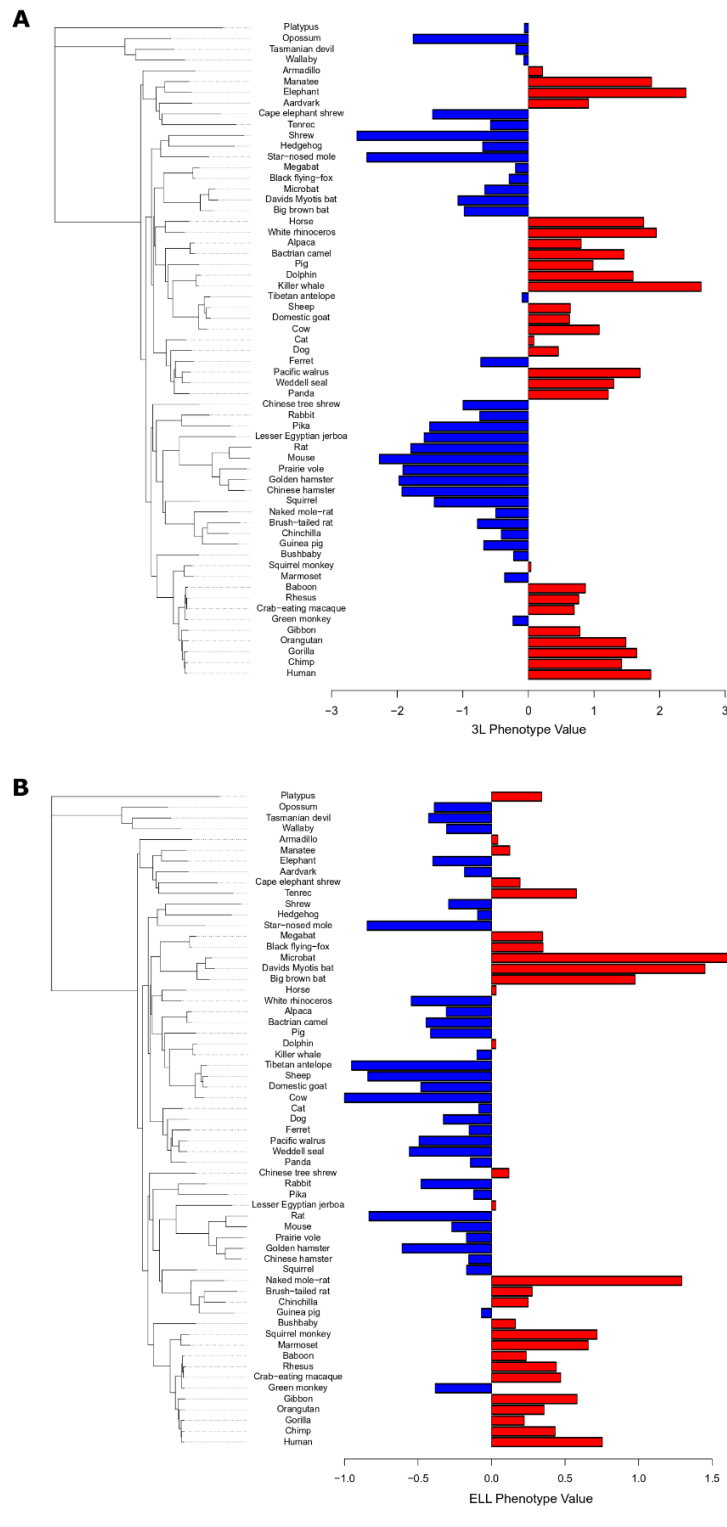 A
Platypus
Opossum
Tasmanian devil
Wallaby
Armadillo
Manatee
Elephant
Aardvark
Cape elephant shrew
Tenrec
Shrew
Hedgehog
Star−nosed mole
Megabat
Black flying−fox
Microbat
Davids Myotis bat
Big brown bat
Horse
White rhinoceros
Alpaca
Bactrian camel
Pig
Dolphin
Killer whale
Tibetan antelope
Sheep
Domestic goat
Cow
Cat
Dog
Ferret
Pacific walrus
Weddell seal
Panda
Chinese tree shrew
Rabbit
Pika
Lesser Egyptian jerboa
Rat
Mouse
Prairie vole
Golden hamster
Chinese hamster
Squirrel
Naked mole−rat
Brush−tailed rat
Chinchilla
Guinea pig
Bushbaby
Squirrel monkey
Marmoset
Baboon
Rhesus
Crab−eating macaque
Green monkey
Gibbon
Orangutan
Gorilla
Chimp
Human
−3 −2 −1 0 1 2 3
3L Phenotype Value
B
Platypus
Opossum
Tasmanian devil
Wallaby
Armadillo
Manatee
Elephant
Aardvark
Cape elephant shrew
Tenrec
Shrew
Hedgehog
Star−nosed mole
Megabat
Black flying−fox
Microbat
Davids Myotis bat
Big brown bat
Horse
White rhinoceros
Alpaca
Bactrian camel
Pig
Dolphin
Killer whale
Tibetan antelope
Sheep
Domestic goat
Cow
Cat
Dog
Ferret
Pacific walrus
Weddell seal
Panda
Chinese tree shrew
Rabbit
Pika
Lesser Egyptian jerboa
Rat
Mouse
Prairie vole
Golden hamster
Chinese hamster
Squirrel
Naked mole−rat
Brush−tailed rat
Chinchilla
Guinea pig
Bushbaby
Squirrel monkey
Marmoset
Baboon
Rhesus
Crab−eating macaque
Green monkey
Gibbon
Orangutan
Gorilla
Chimp
Human
−1.0 −0.5 0.0 0.5 1.0 1.5
ELL Phenotype Value